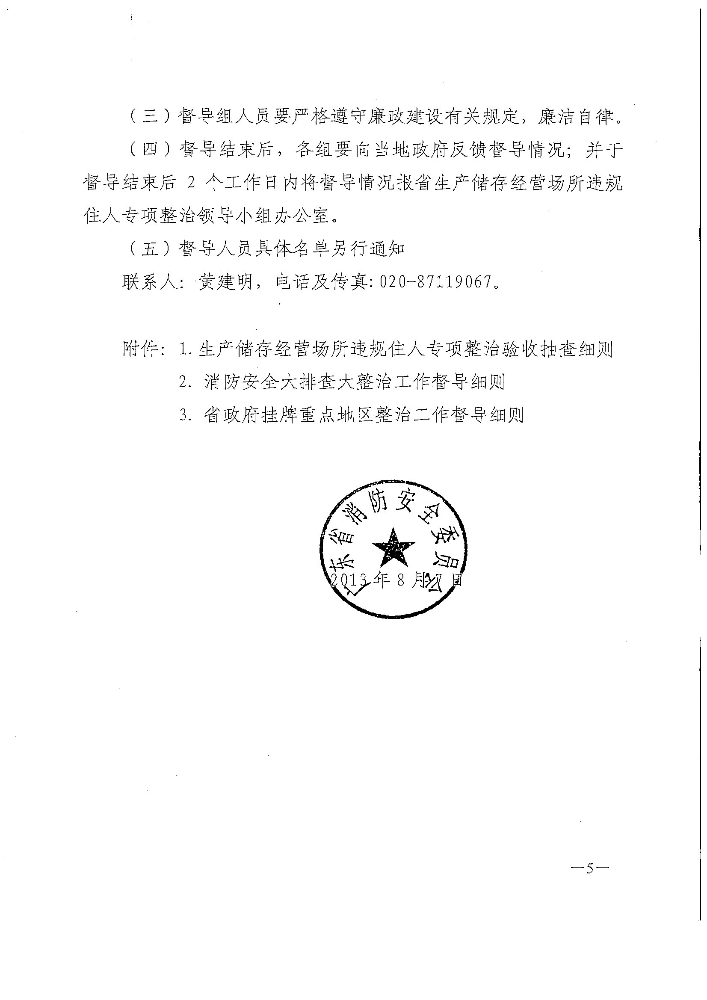 （三）督导组人员要严格遵守廉政建设有关规定，廉洁自律。
（四）督导结束后，各组要向当地政府反馈督导情况；并于
督导结束后 2 个工作日内将督导情况报省生产储存经营场所违规
住人专项整治领导小组办公室。
（五）督导人员具体名单另行通知
联系人：黄建明，电话及传真: 020-87119067。
附件：1. 生产储存经营场所违规住人专项整治验收抽查细则
2. 消防安全大排查大整治工作督导细则
3. 省政府挂牌重点地区整治工作督导细则
广东省消防安全委员会
2013 年 8 月 日
—5—